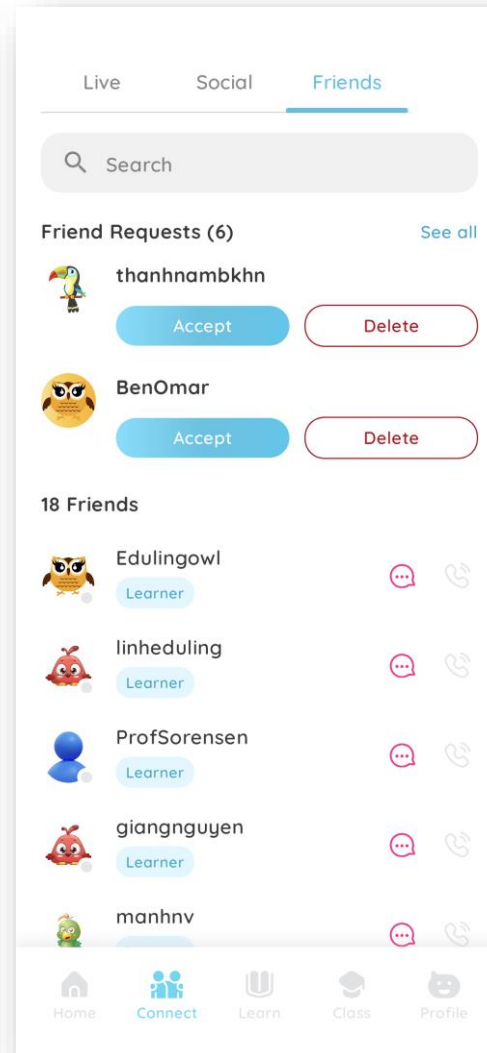 Live Social Friends
Search
Friend Requests (6) See all
thanhnambkhn
Accept Delete
BenOmar
Accept Delete
18 Friends
Edulingowl
Learner
linheduling
Learner
ProfSorensen
Learner
giangnguyen
Learner
manhnv
Home Connect Learn Class Profile